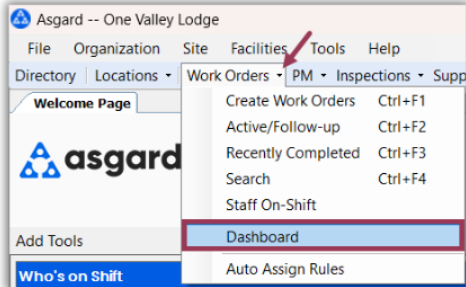 Asgard -- One Valley Lodge
File Organization Site Facilities Tools Help
Directory Locations Work Orders PM Inspections Supp
Welcome Page
Create Work Orders Ctrl+F1
Active/Follow-up Ctrl+F2
Recently Completed Ctrl+F3
Search Ctrl+F4
Staff On-Shift
Dashboard
Auto Assign Rules
asgard
Add Tools
Who's on Shift